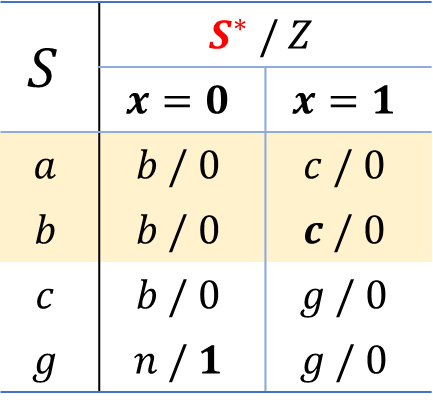 S S* / Z
x = 0 x = 1
a b / 0 c / 0
b b / 0 c / 0
c b / 0 g / 0
g n / 1 g / 0